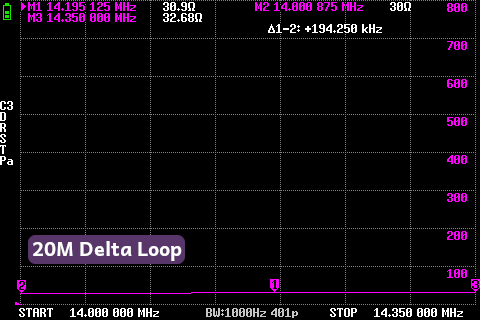 ▸M1 14.195 125 MHz 30.9Ω M2 14.000 875 MHz 30Ω
M3 14.350 000 MHz 32.68Ω
Δ1-2: +194.250 kHz
800
700
600
500
400
300
200
100
C3
D
R
S
T
Pa
20M Delta Loop
2 1 3
START 14.000 000 MHz BW:1000Hz 401p STOP 14.350 000 MHz